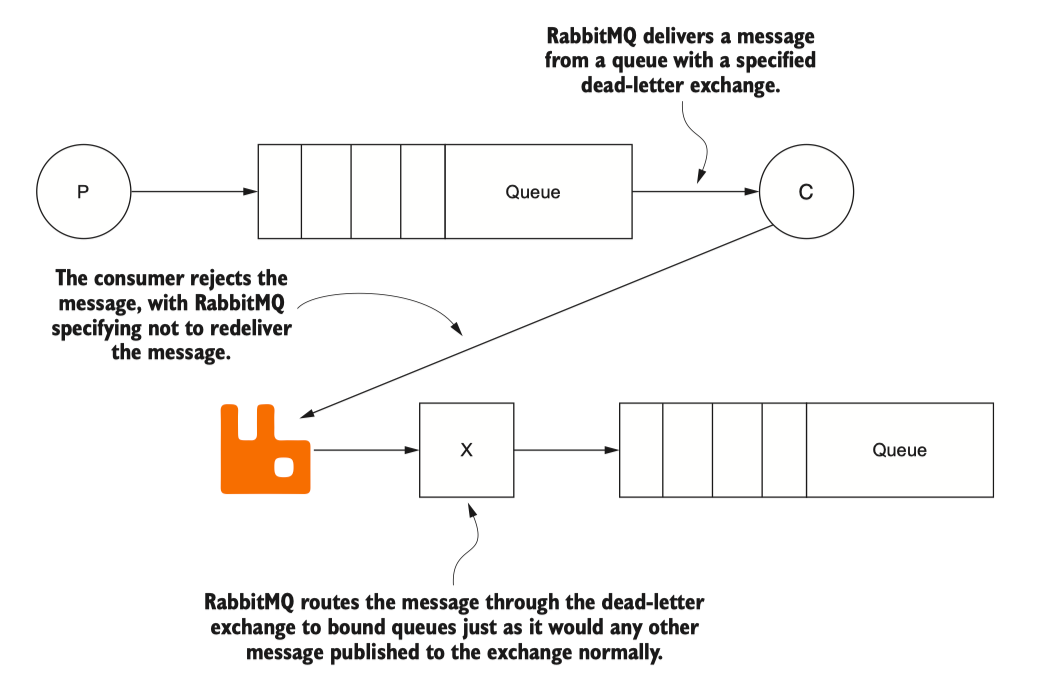 RabbitMQ delivers a message
from a queue with a specified
dead-letter exchange.
P
Queue
C
The consumer rejects the
message, with RabbitMQ
specifying not to redeliver
the message.
X
Queue
RabbitMQ routes the message through the dead-letter
exchange to bound queues just as it would any other
message published to the exchange normally.